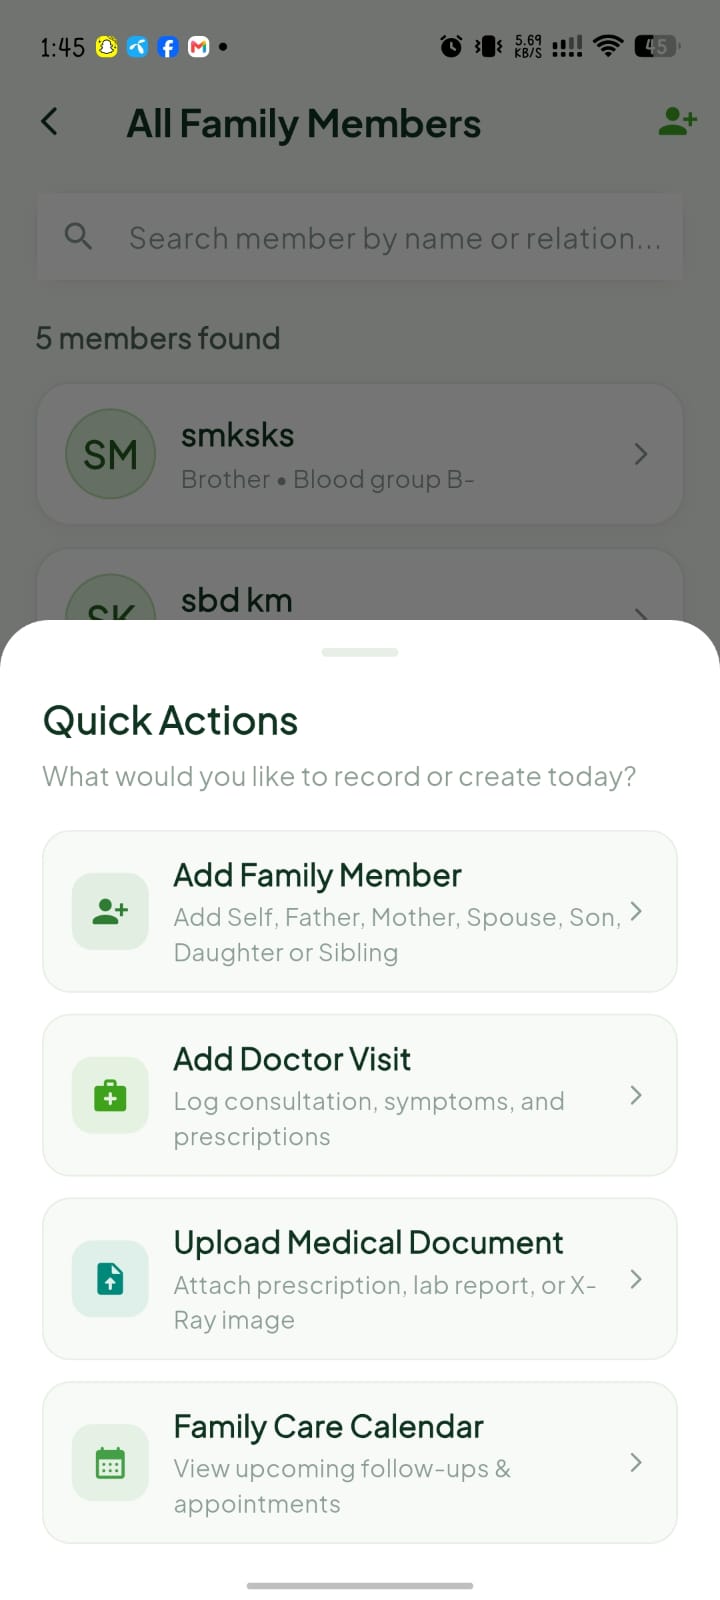 1:45
5.69
KB/S
45
All Family Members
Search member by name or relation...
5 members found
SM
smksks
Brother • Blood group B-
SK
sbd km
Quick Actions
What would you like to record or create today?
Add Family Member
Add Self, Father, Mother, Spouse, Son,
Daughter or Sibling
Add Doctor Visit
Log consultation, symptoms, and
prescriptions
Upload Medical Document
Attach prescription, lab report, or X-
Ray image
Family Care Calendar
View upcoming follow-ups &
appointments